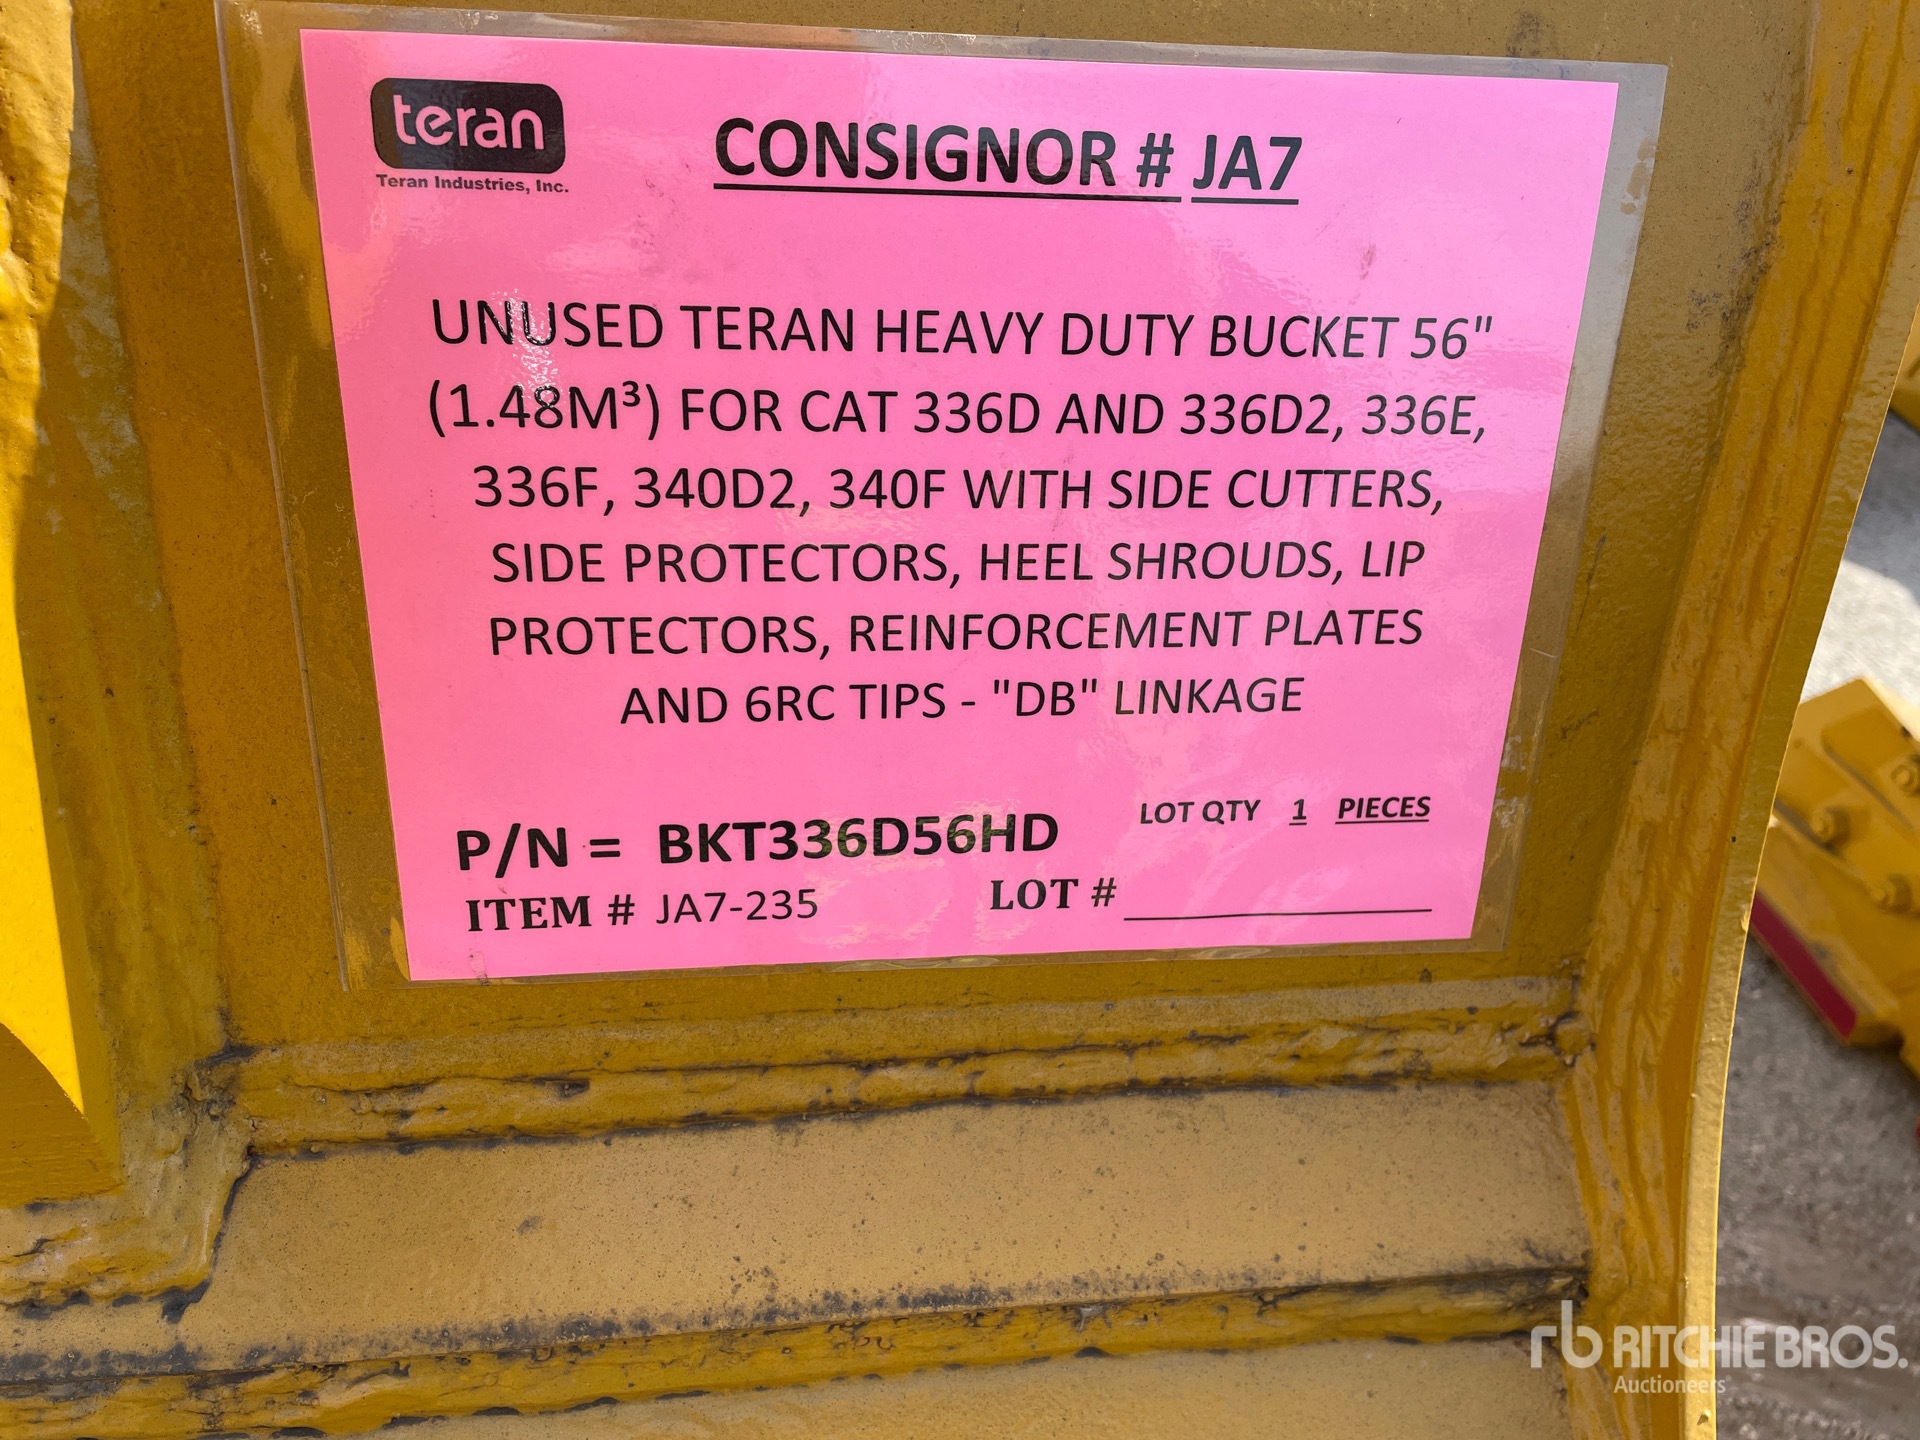 teran
Teran Industries, Inc.
CONSIGNOR # JA7
UNUSED TERAN HEAVY DUTY BUCKET 56"
(1.48M³) FOR CAT 336D AND 336D2, 336E,
336F, 340D2, 340F WITH SIDE CUTTERS,
SIDE PROTECTORS, HEEL SHROUDS, LIP
PROTECTORS, REINFORCEMENT PLATES
AND 6RC TIPS - "DB" LINKAGE
P/N = BKT336D56HD
LOT QTY 1 PIECES
ITEM # JA7-235
LOT #
rb RITCHIE BROS.
Auctioneers